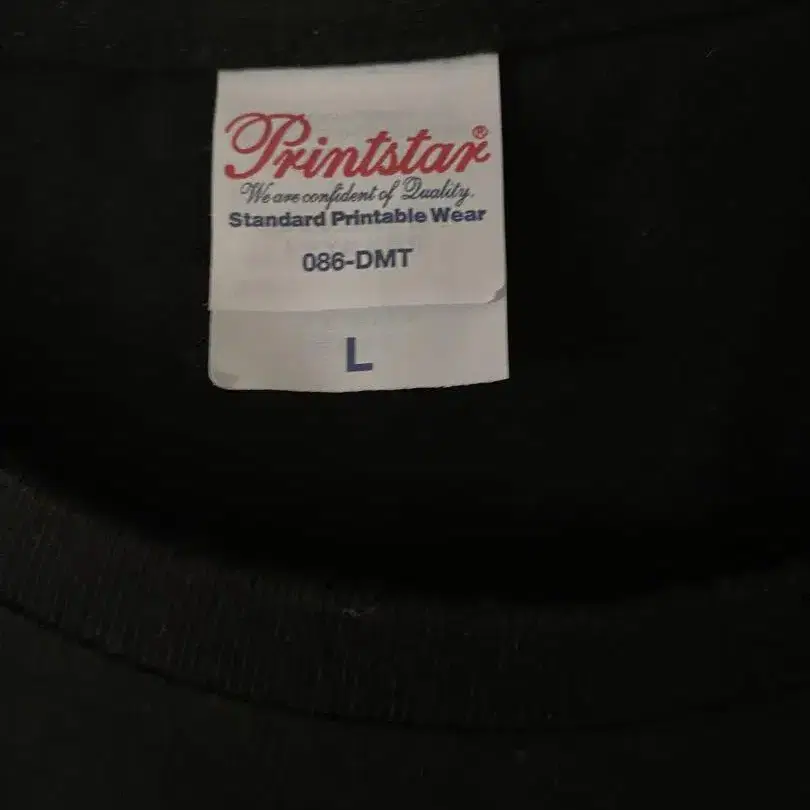 Printstar®
We are confident of Quality.
Standard Printable Wear
086-DMT
L